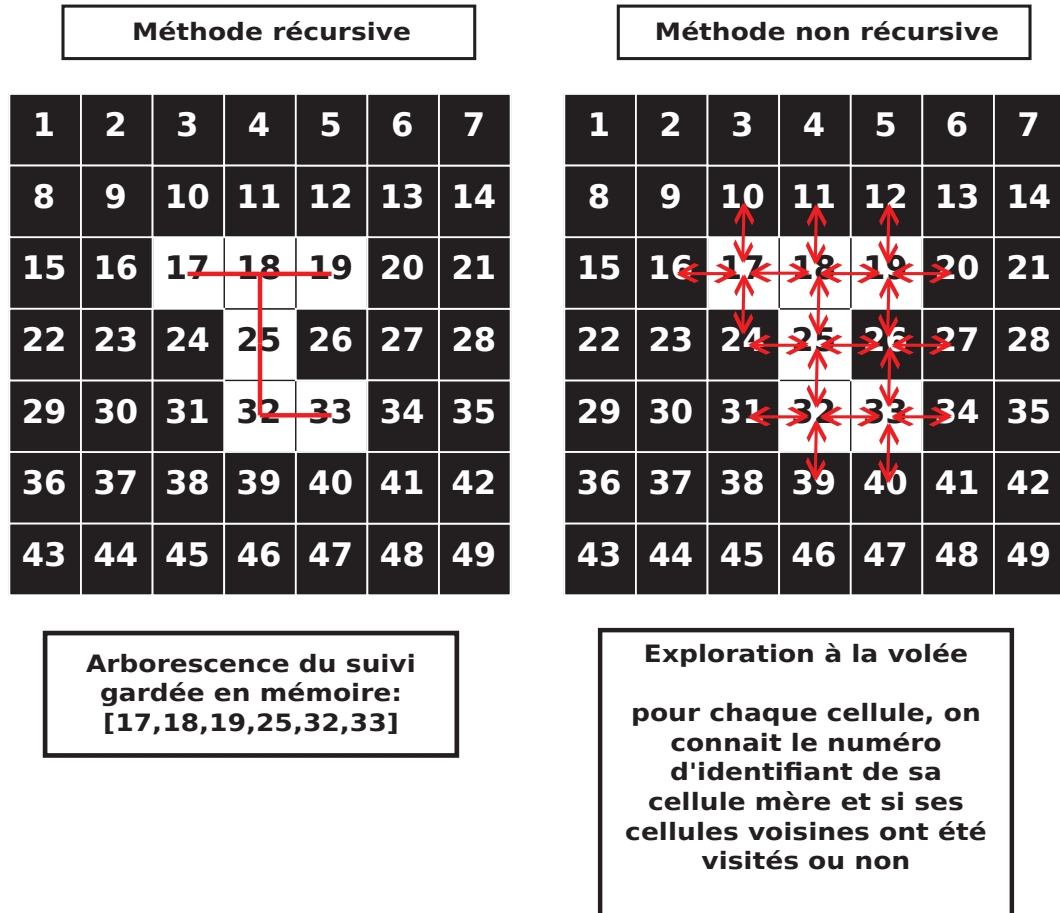 Méthode récursive
Méthode non récursive
1 2 3 4 5 6 7
8 9 10 11 12 13 14
15 16 17 18 19 20 21
22 23 24 25 26 27 28
29 30 31 32 33 34 35
36 37 38 39 40 41 42
43 44 45 46 47 48 49
1 2 3 4 5 6 7
8 9 10 11 12 13 14
15 16 17 18 19 20 21
22 23 24 25 26 27 28
29 30 31 32 33 34 35
36 37 38 39 40 41 42
43 44 45 46 47 48 49
Arborescence du suivi
gardée en mémoire:
[17,18,19,25,32,33]
Exploration à la volée
pour chaque cellule, on
connait le numéro
d'identifiant de sa
cellule mère et si ses
cellules voisines ont été
visités ou non